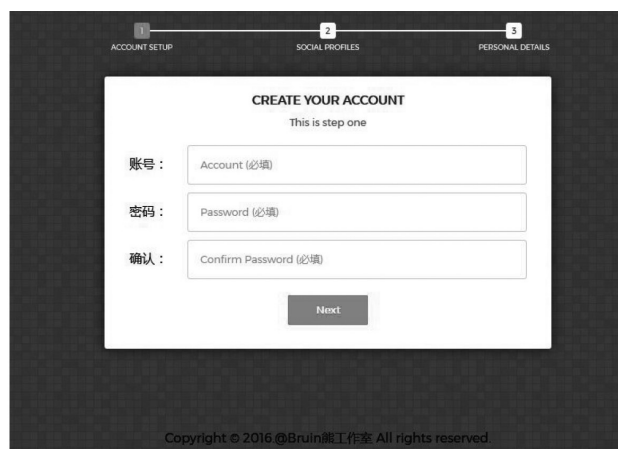 1 2 3
ACCOUNT SETUP SOCIAL PROFILES PERSONAL DETAILS
CREATE YOUR ACCOUNT
This is step one
账号： Account (必填)
密码： Password (必填)
确认： Confirm Password (必填)
Next
Copyright © 2016.@Bruin熊工作室 All rights reserved.